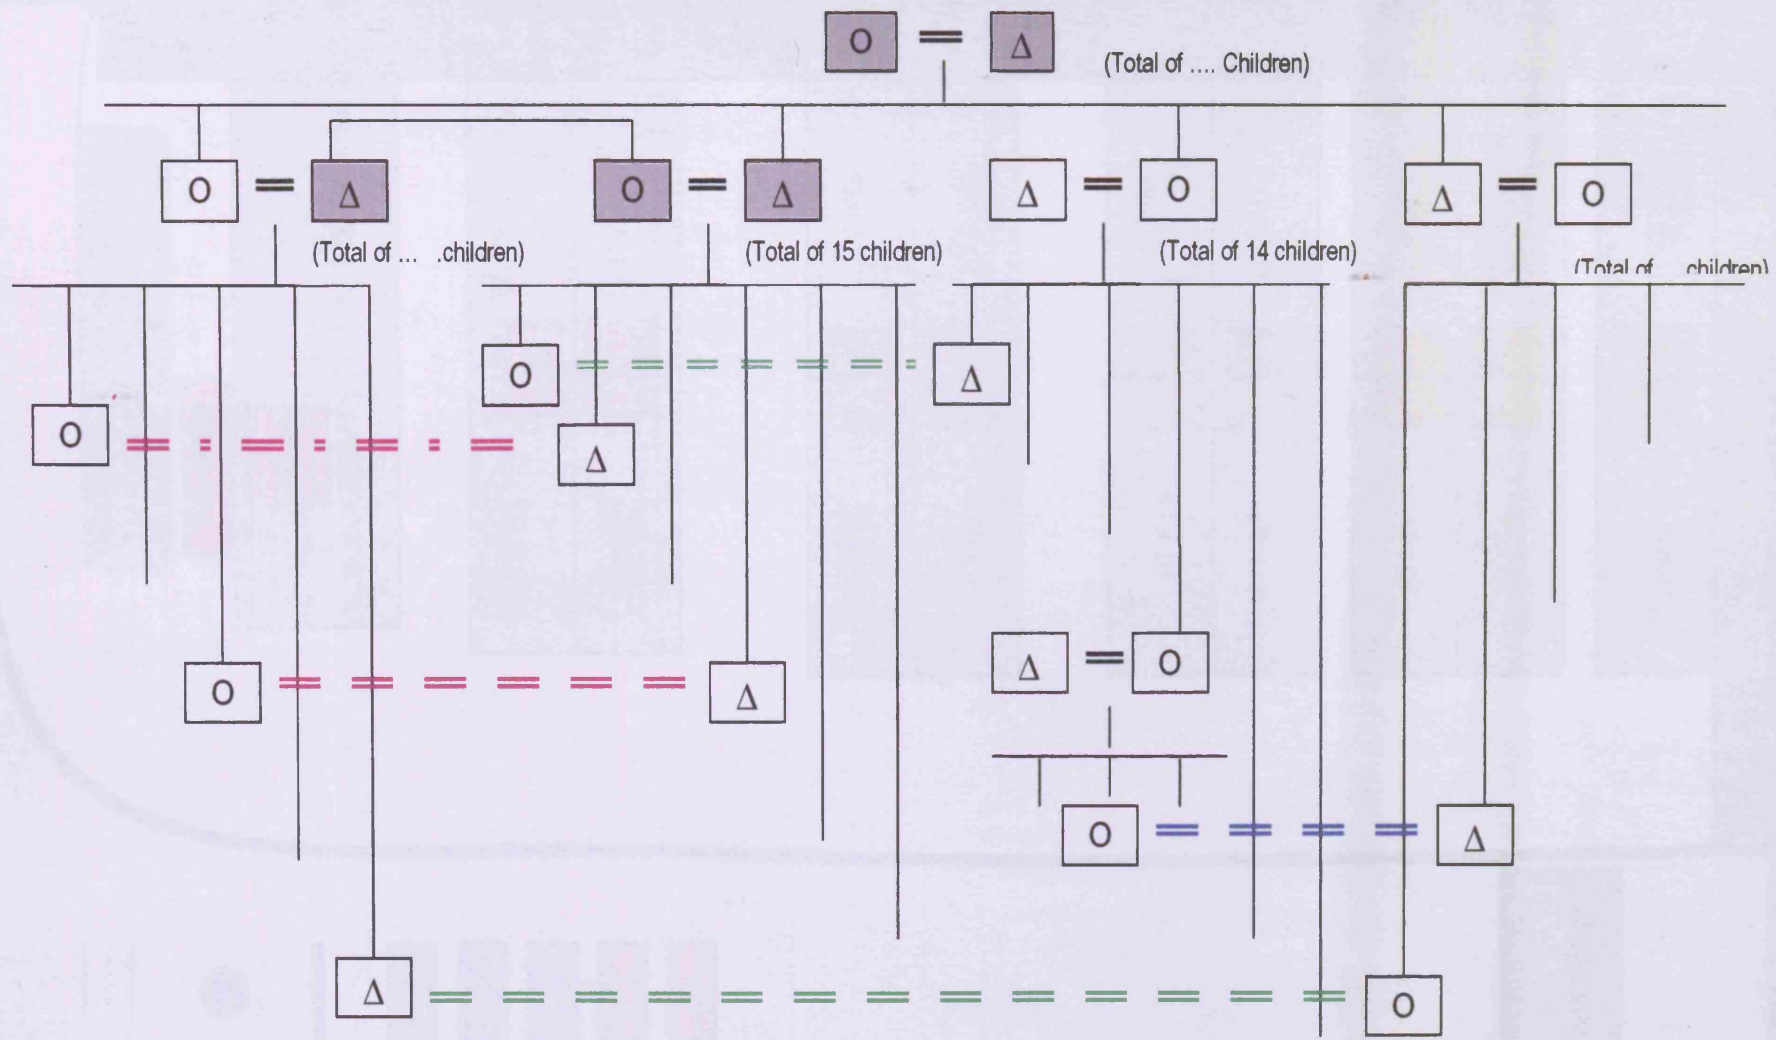 O = Δ
(Total of .... Children)
O = Δ O = Δ Δ = O Δ = O
(Total of ... .children) (Total of 15 children) (Total of 14 children) (Total of children)
O Δ
O Δ
Δ = O
O Δ
O Δ
Δ O